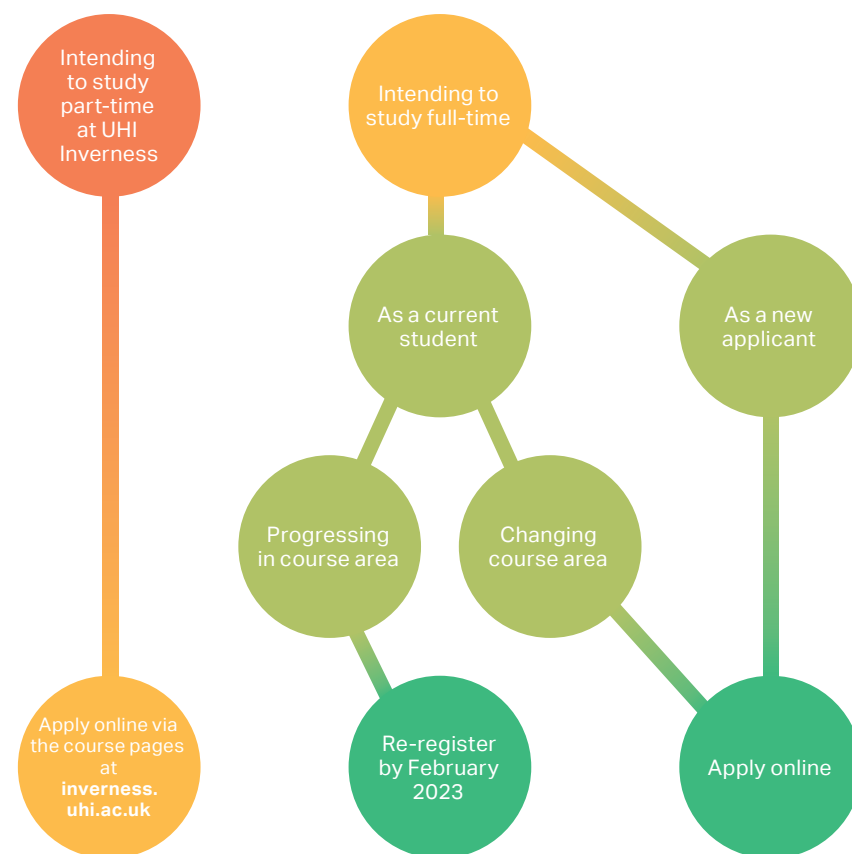 Intending
to study
part-time
at UHI
Inverness
Intending to
study full-time
As a current
student
As a new
applicant
Progressing
in course area
Changing
course area
Apply online via
the course pages
at
inverness.
uhi.ac.uk
Re-register
by February
2023
Apply online